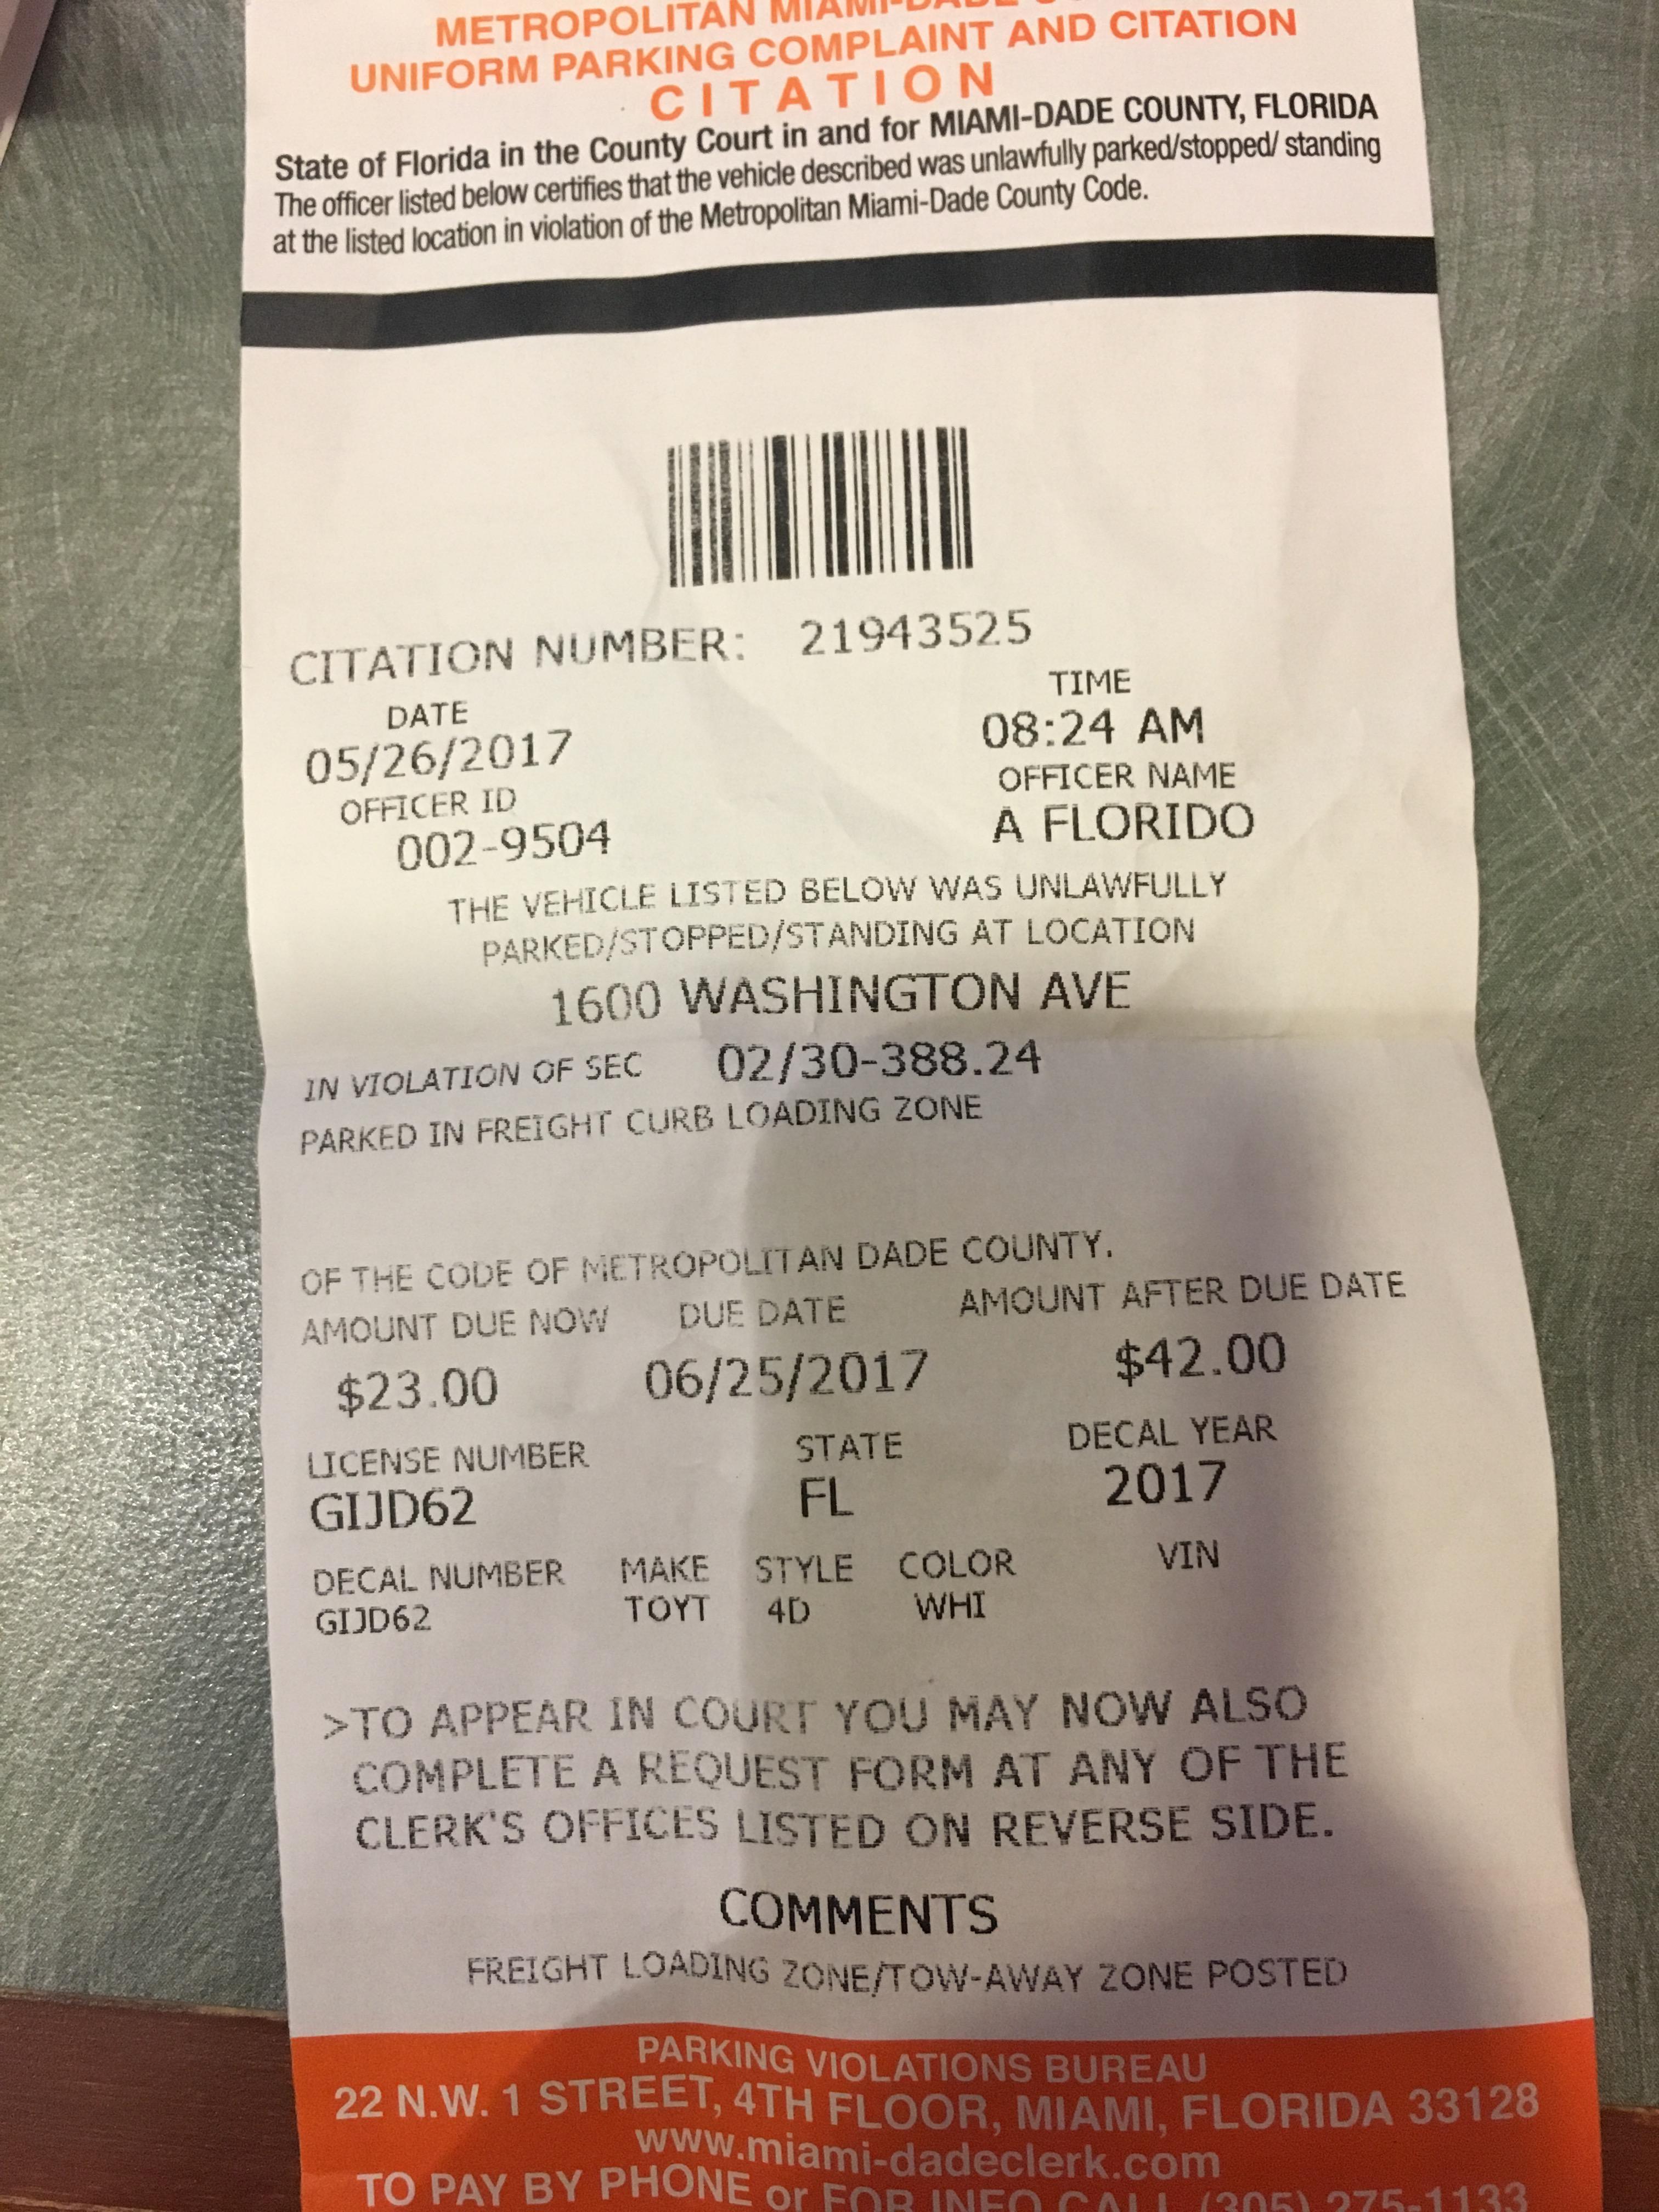 METROPOLITAN MIAMI-DADE
UNIFORM PARKING COMPLAINT AND CITATION
CITATION
State of Florida in the County Court in and for MIAMI-DADE COUNTY, FLORIDA
The officer listed below certifies that the vehicle described was unlawfully parked/stopped/ standing
at the listed location in violation of the Metropolitan Miami-Dade County Code.
CITATION NUMBER: 21943525
DATE TIME
05/26/2017 08:24 AM
OFFICER ID OFFICER NAME
002-9504 A FLORIDO
THE VEHICLE LISTED BELOW WAS UNLAWFULLY
PARKED/STOPPED/STANDING AT LOCATION
1600 WASHINGTON AVE
IN VIOLATION OF SEC 02/30-388.24
PARKED IN FREIGHT CURB LOADING ZONE
OF THE CODE OF METROPOLITAN DADE COUNTY.
AMOUNT DUE NOW DUE DATE AMOUNT AFTER DUE DATE
$23.00 06/25/2017 $42.00
LICENSE NUMBER STATE DECAL YEAR
GIJD62 FL 2017
DECAL NUMBER MAKE STYLE COLOR VIN
GIJD62 TOYT 4D WHI
>TO APPEAR IN COURT YOU MAY NOW ALSO
COMPLETE A REQUEST FORM AT ANY OF THE
CLERK'S OFFICES LISTED ON REVERSE SIDE.
COMMENTS
FREIGHT LOADING ZONE/TOW-AWAY ZONE POSTED
PARKING VIOLATIONS BUREAU
22 N.W. 1 STREET, 4TH FLOOR, MIAMI, FLORIDA 33128
www.miami-dadeclerk.com
TO PAY BY PHONE or FOR INFO CALL (305) 275-1133